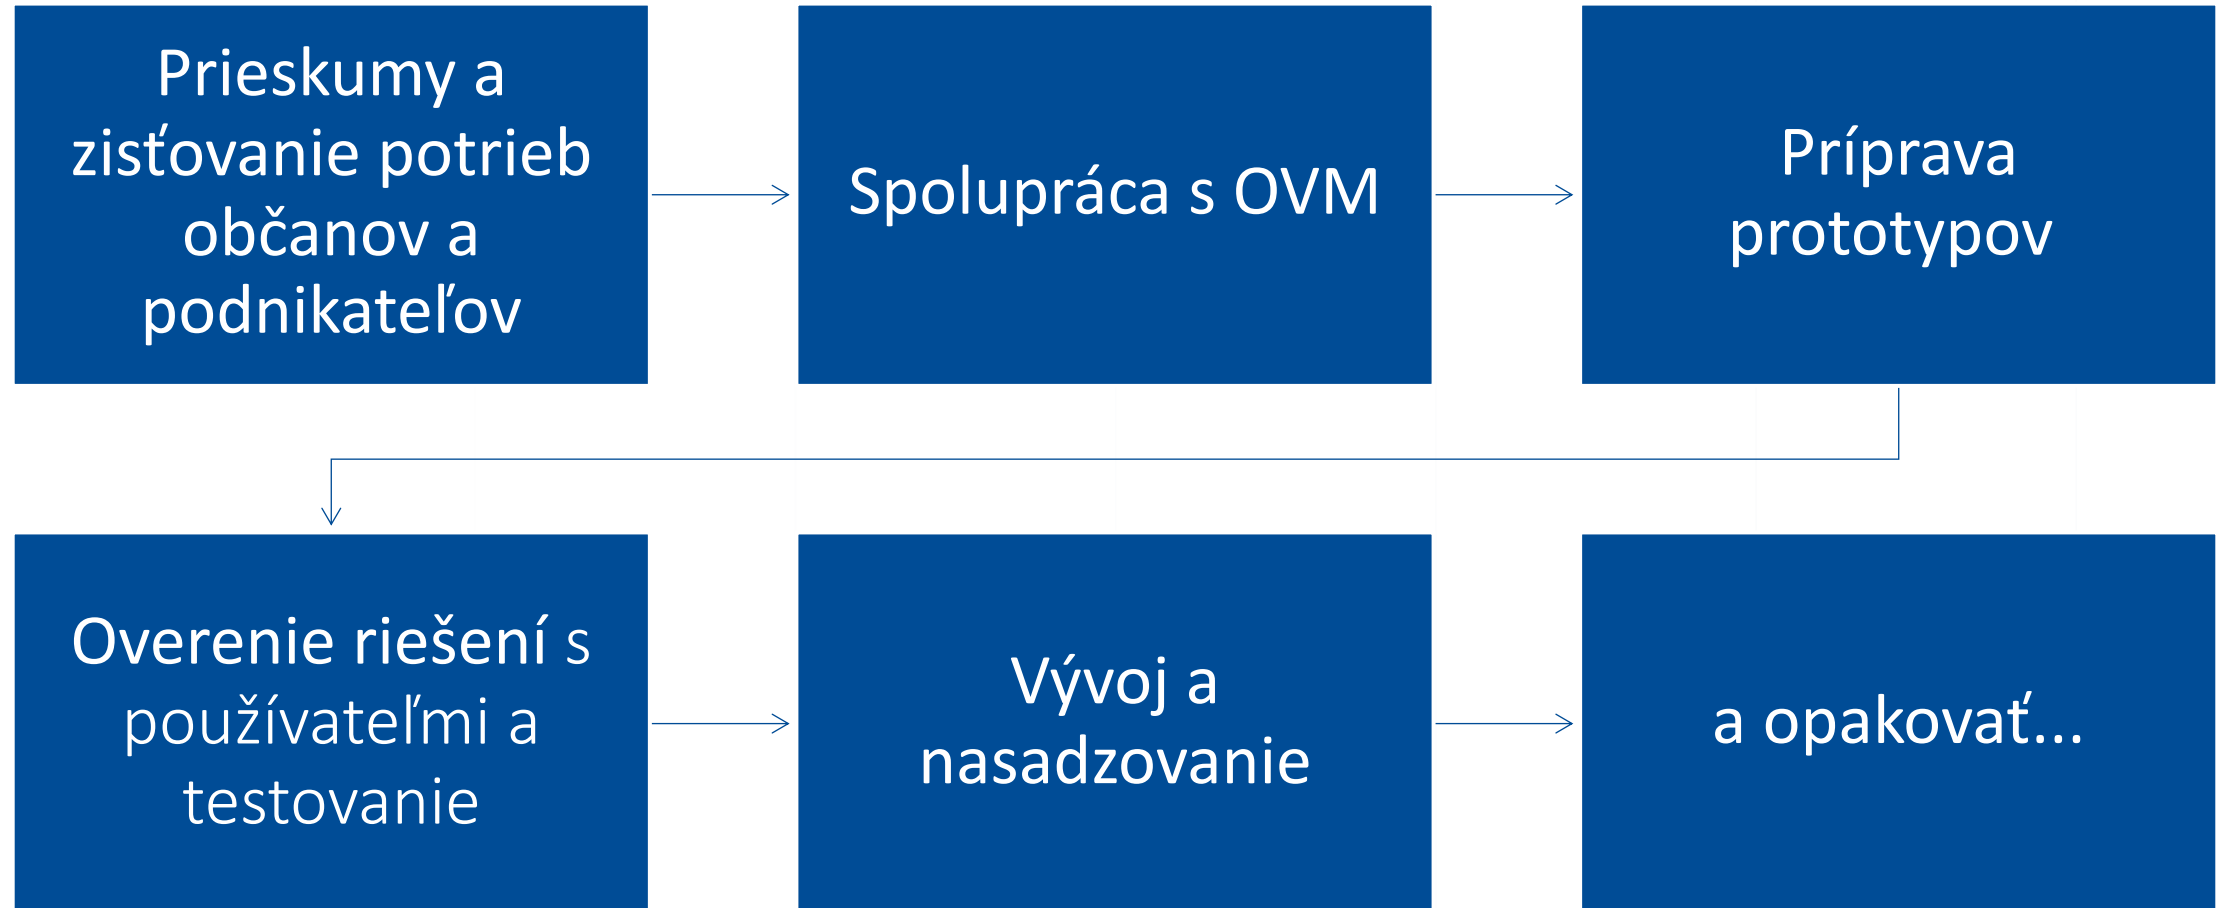 Prieskumy a
zisťovanie potrieb
občanov a
podnikateľov
Spolupráca s OVM
Príprava
prototypov
Overenie riešení s
používateľmi a
testovanie
Vývoj a
nasadzovanie
a opakovať...